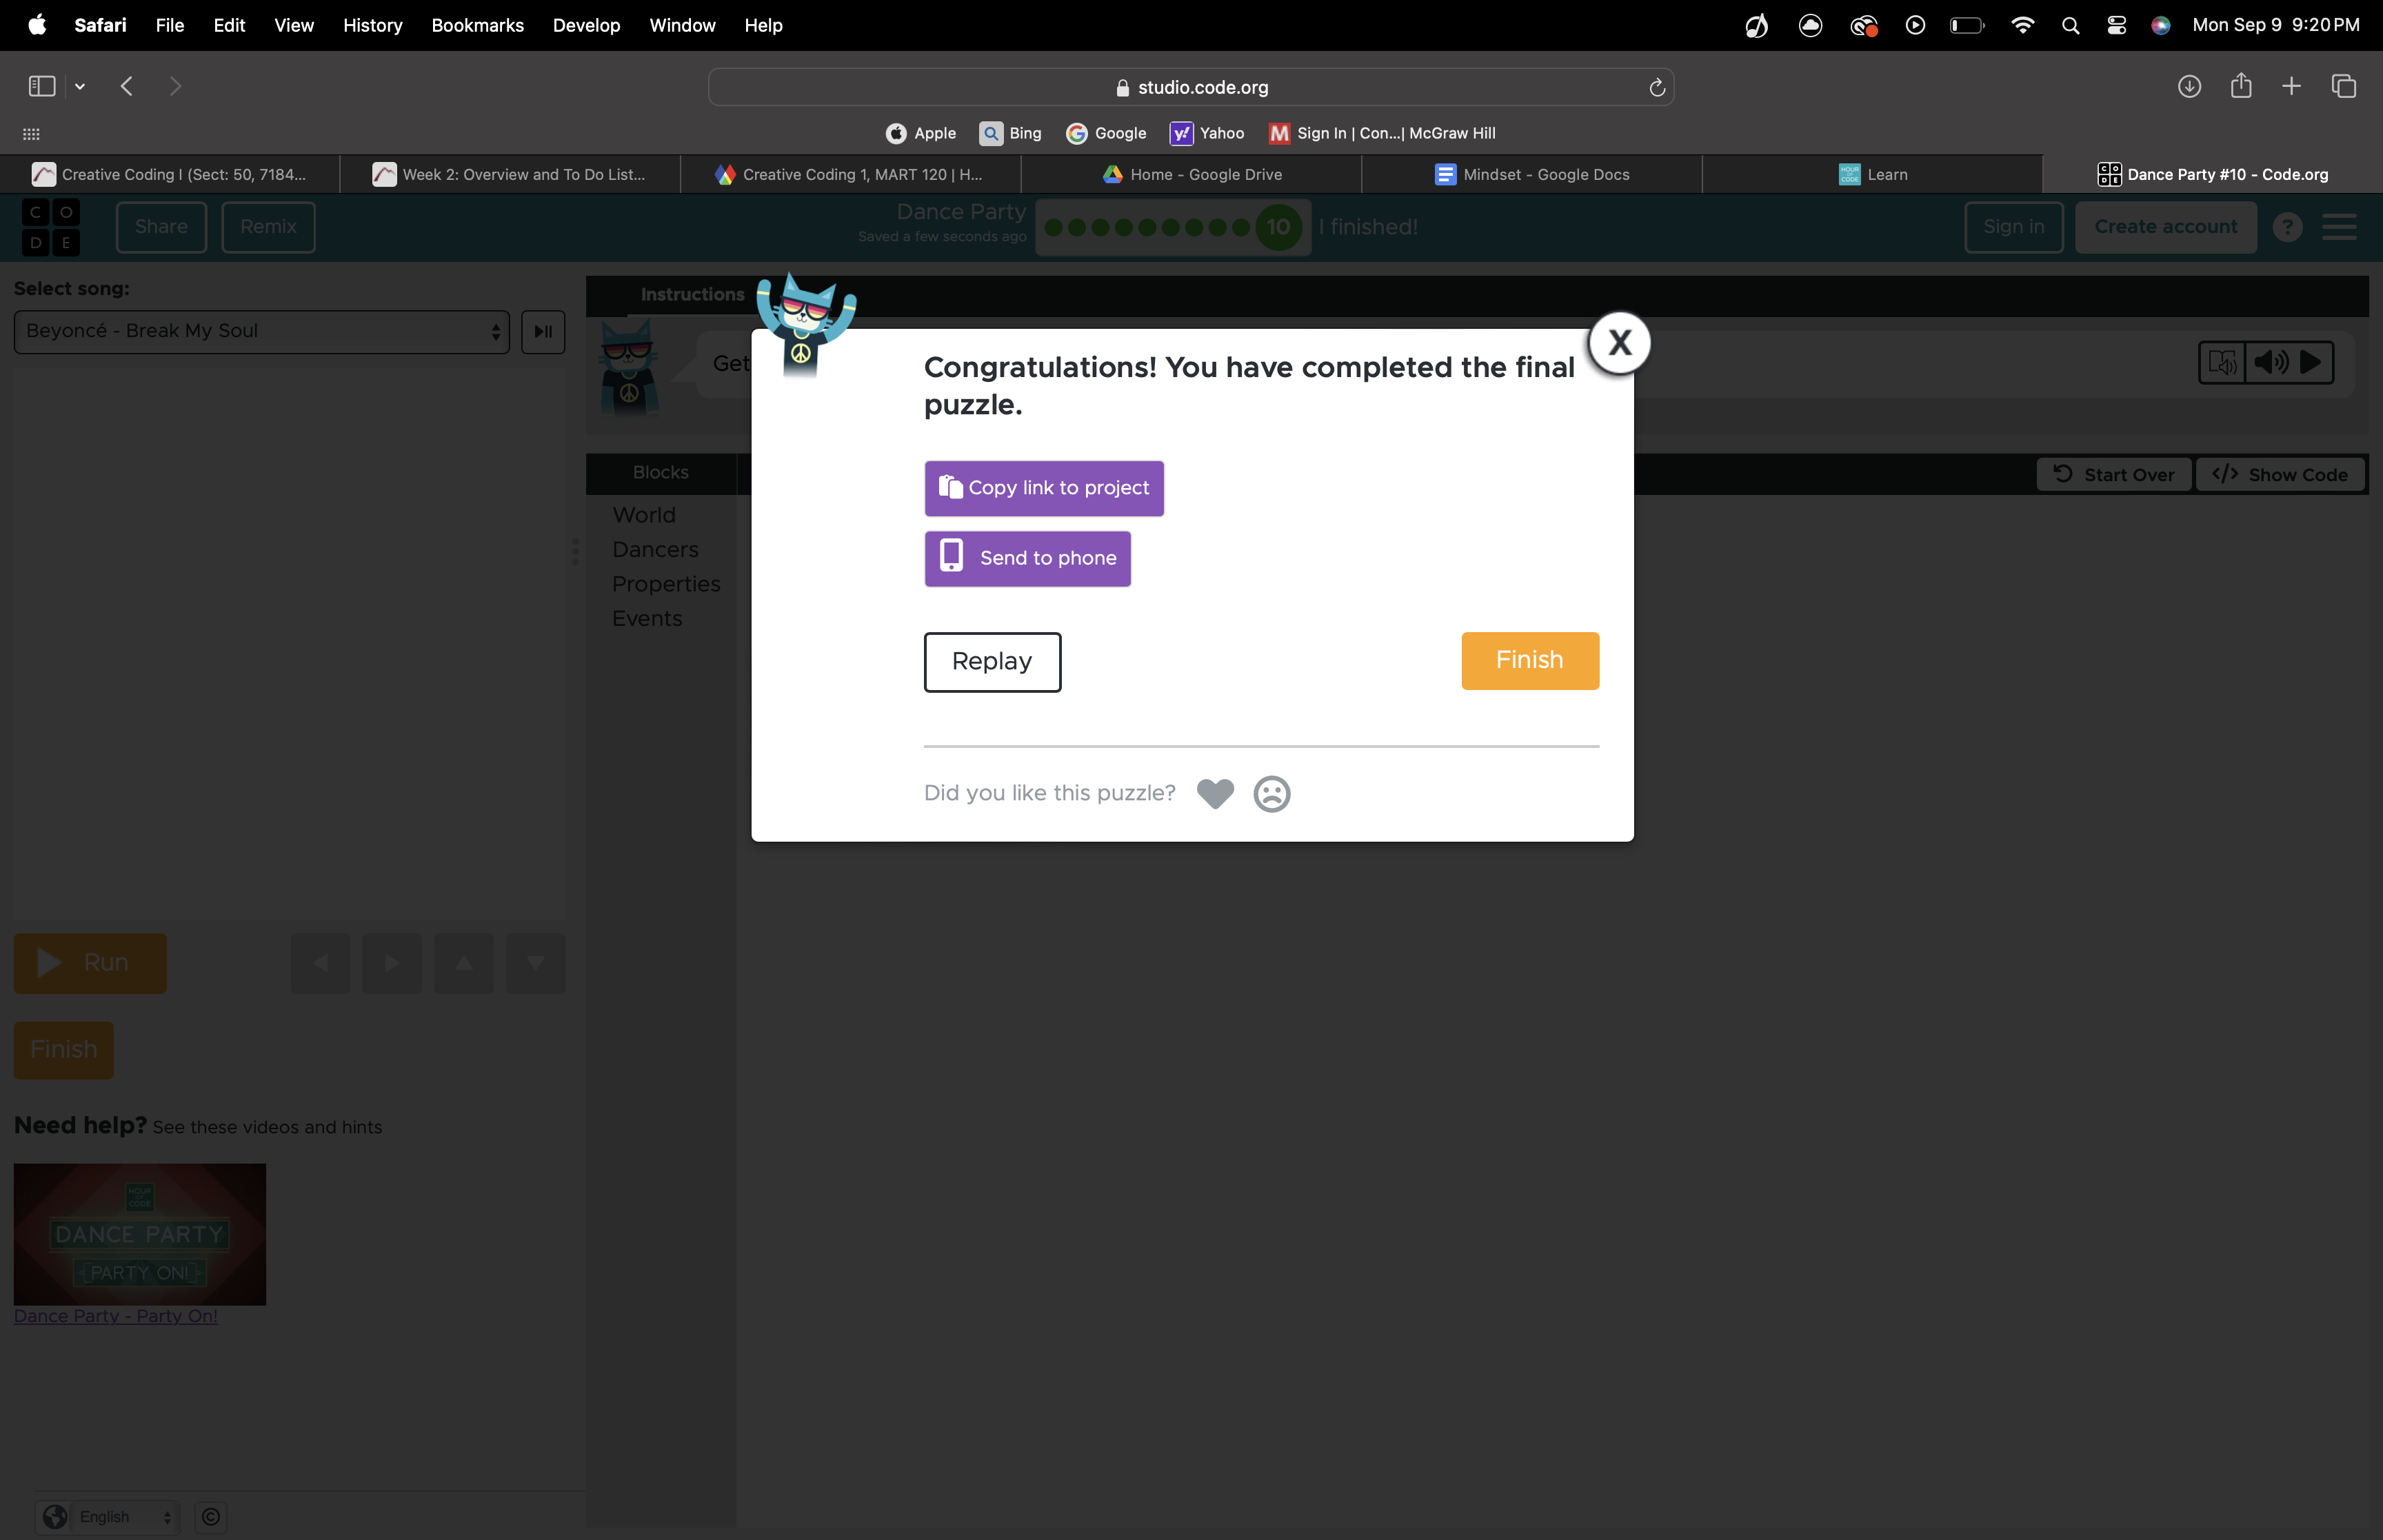 Safari File Edit View History Bookmarks Develop Window Help Mon Sep 9 9:20 PM
studio.code.org
Apple Bing Google Yahoo Sign In | Con...| McGraw Hill
Creative Coding I (Sect: 50, 7184... Week 2: Overview and To Do List... Creative Coding 1, MART 120 | H... Home - Google Drive Mindset - Google Docs Learn Dance Party #10 - Code.org
C O
D E
Share Remix
Dance Party
Saved a few seconds ago
10 I finished!
Sign in Create account ?
Select song:
Beyoncé - Break My Soul
Instructions
Get
X
Congratulations! You have completed the final
puzzle.
Copy link to project
Send to phone
Replay Finish
Did you like this puzzle?
Blocks
World
Dancers
Properties
Events
Start Over </> Show Code
Run
Finish
Need help? See these videos and hints
HOUR
OF
CODE
DANCE PARTY
PARTY ON!
Dance Party - Party On!
English ©